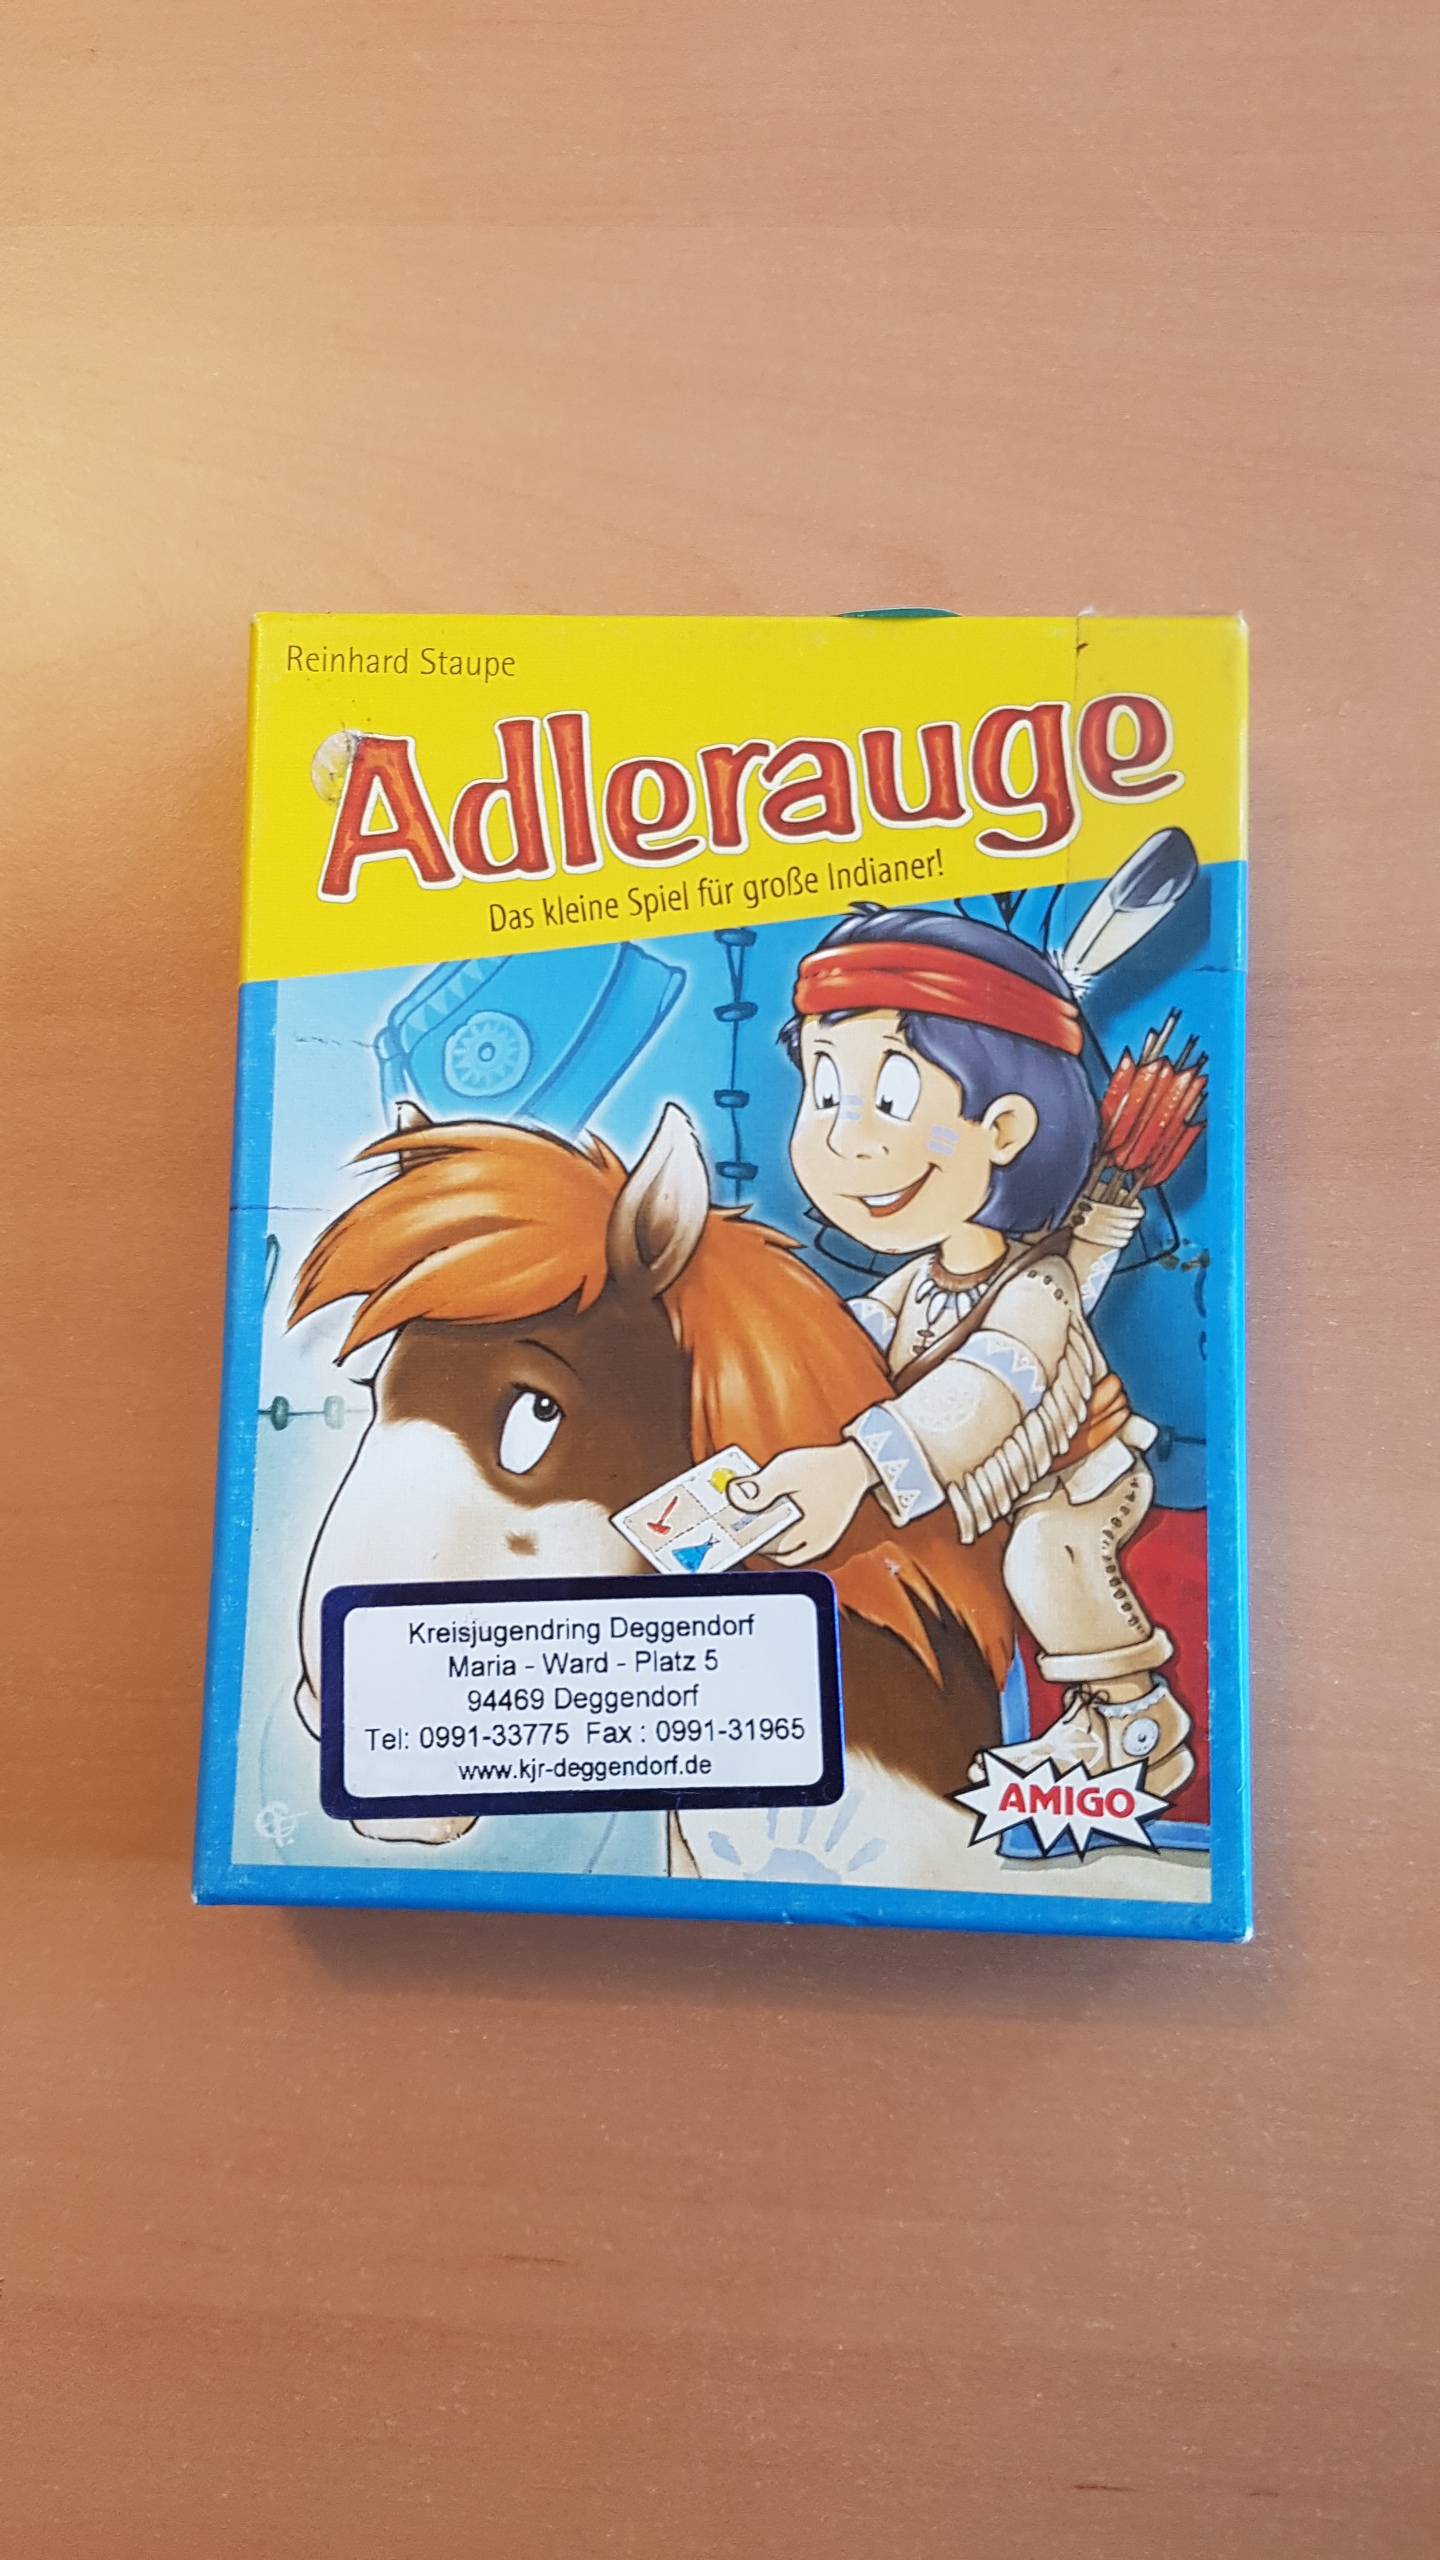 Reinhard Staupe
Adlerauge
Das kleine Spiel für große Indianer!
Kreisjugendring Deggendorf
Maria - Ward - Platz 5
94469 Deggendorf
Tel: 0991-33775 Fax : 0991-31965
www.kjr-deggendorf.de
AMIGO